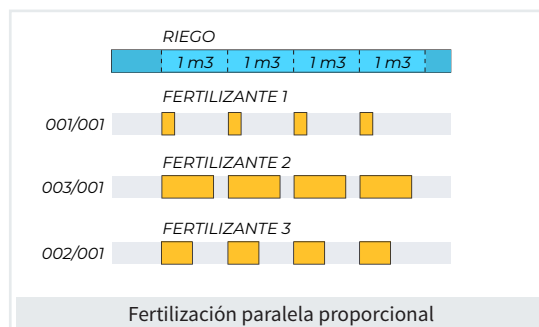 RIEGO
1 m3 1 m3 1 m3 1 m3
FERTILIZANTE 1
001/001
FERTILIZANTE 2
003/001
FERTILIZANTE 3
002/001
Fertilización paralela proporcional